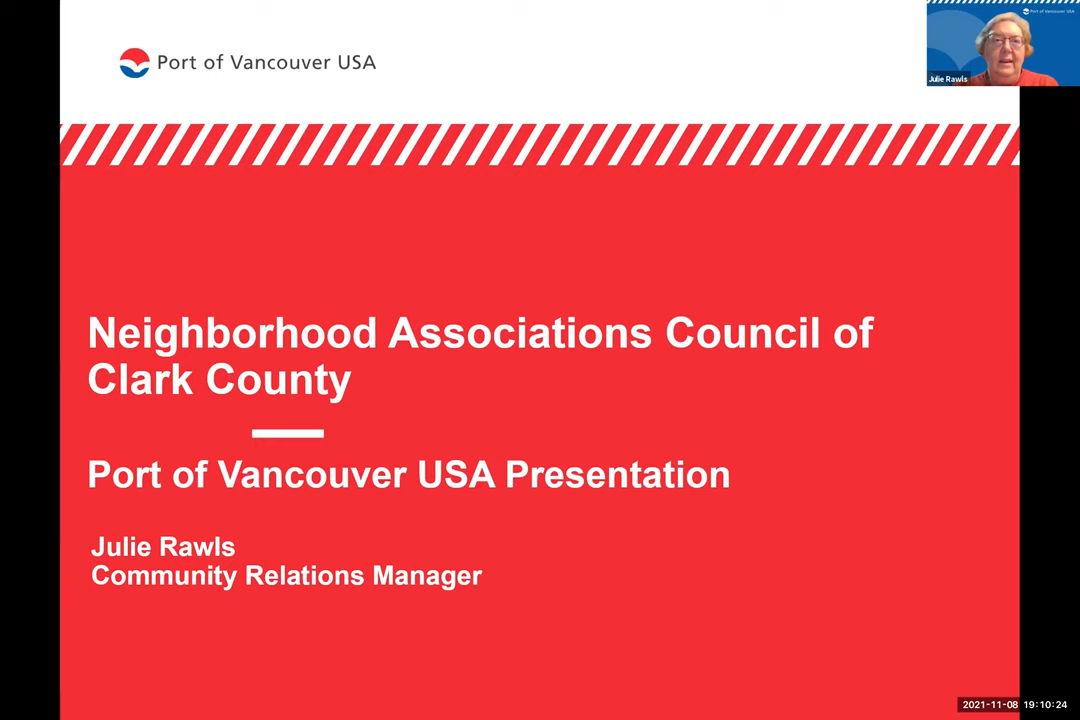 Port of Vancouver USA
Port of Vancouver USA
Julie Rawls
Neighborhood Associations Council of
Clark County
Port of Vancouver USA Presentation
Julie Rawls
Community Relations Manager
2021-11-08 19:10:24